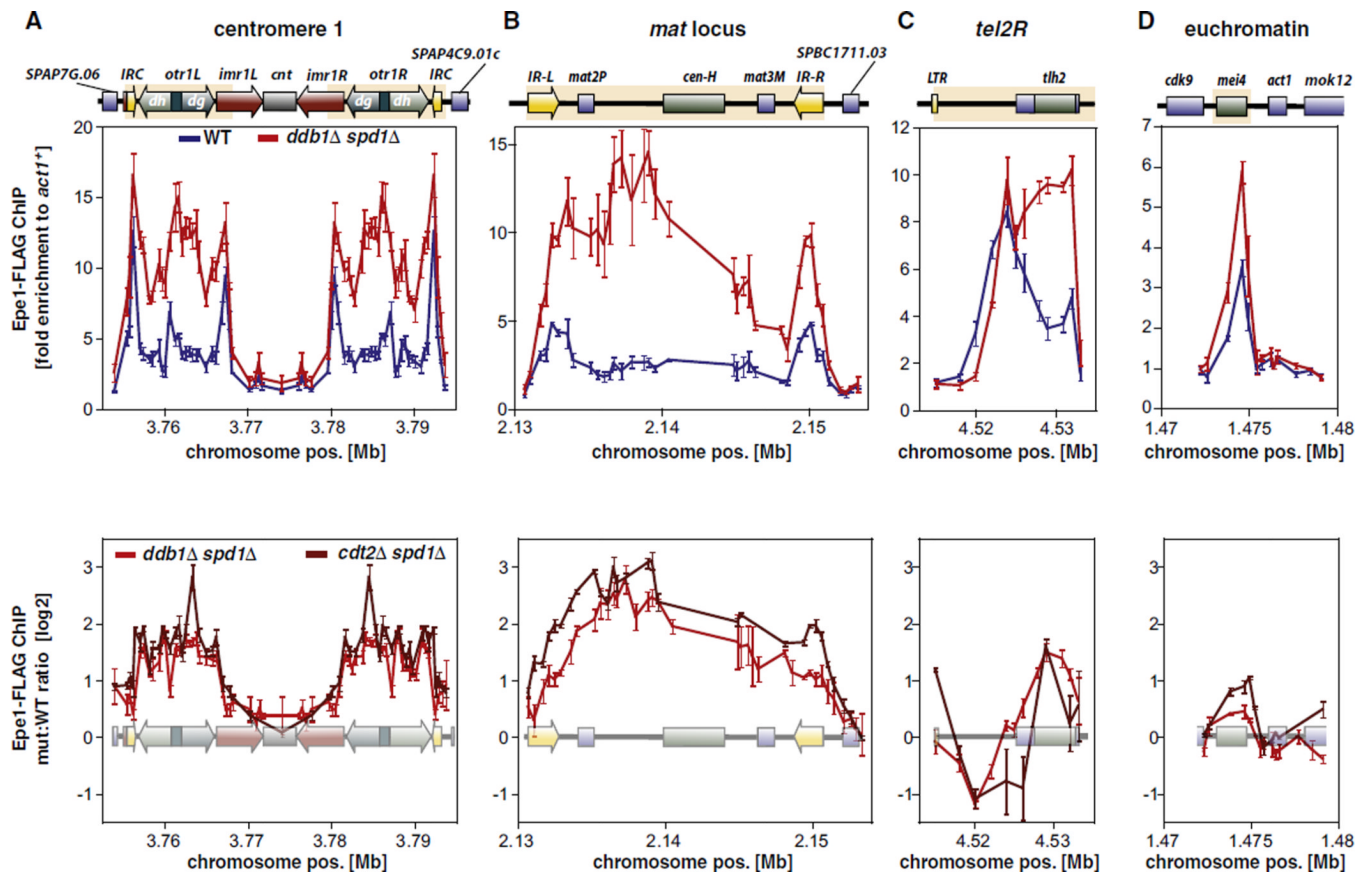 A
centromere 1
SPAP7G.06
IRC
otr1L
imr1L
cnt
imr1R
otr1R
IRC
SPAP4C9.01c
dh
dg
dg
dh
WT
ddb1Δ spd1Δ
Epe1-FLAG ChIP
[fold enrichment to act1+]
20
15
10
5
0
3.76
3.77
3.78
3.79
chromosome pos. [Mb]
B
mat locus
SPBC1711.03
IR-L
mat2P
cen-H
mat3M
IR-R
15
10
5
0
2.13
2.14
2.15
chromosome pos. [Mb]
C
tel2R
LTR
tlh2
12
10
8
6
4
2
0
4.52
4.53
chromosome pos. [Mb]
D
euchromatin
cdk9
mei4
act1
mok12
7
6
5
4
3
2
1
0
1.47
1.475
1.48
chromosome pos. [Mb]
ddb1Δ spd1Δ
cdt2Δ spd1Δ
Epe1-FLAG ChIP
mut:WT ratio [log2]
3
2
1
0
-1
3.76
3.77
3.78
3.79
chromosome pos. [Mb]
3
2
1
0
-1
2.13
2.14
2.15
chromosome pos. [Mb]
3
2
1
0
-1
4.52
4.53
chromosome pos. [Mb]
3
2
1
0
-1
1.47
1.475
1.48
chromosome pos. [Mb]